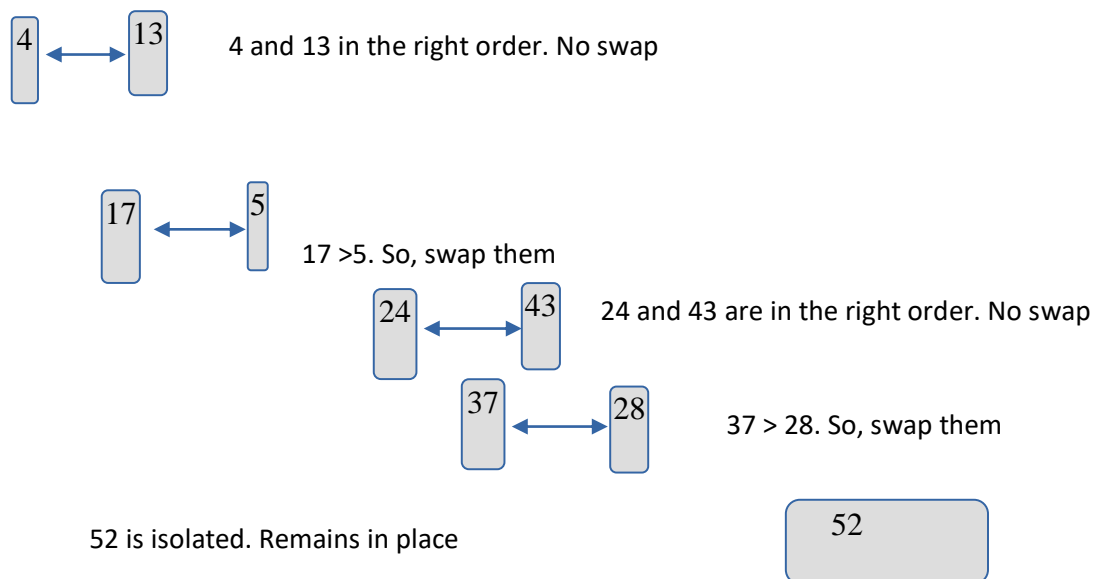 4 13 4 and 13 in the right order. No swap
17 5
17 >5. So, swap them
24 43 24 and 43 are in the right order. No swap
37 28 37 > 28. So, swap them
52 is isolated. Remains in place 52